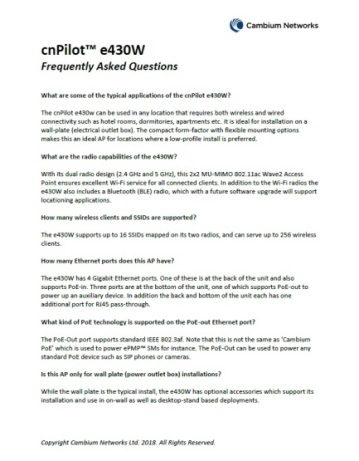 Cambium Networks
cnPilot™ e430W
Frequently Asked Questions
What are some of the typical applications of the cnPilot e430W?
The cnPilot e430w can be used in any location that requires both wireless and wired
connectivity such as hotel rooms, dormitories, apartments etc. It is ideal for installation on a
wall-plate (electrical outlet box). The compact form-factor with flexible mounting options
makes this an ideal AP for locations where a low-profile install is preferred.
What are the radio capabilities of the e430W?
With its dual radio design (2.4 GHz and 5 GHz), this 2x2 MU-MIMO 802.11ac Wave2 Access
Point ensures excellent Wi-Fi service for all connected clients. In addition to the Wi-Fi radios the
e430W also includes a Bluetooth (BLE) radio, which with a future software upgrade will support
locationing applications.
How many wireless clients and SSIDs are supported?
The e430W supports up to 16 SSIDs mapped on its two radios, and can serve up to 256 wireless
clients.
How many Ethernet ports does this AP have?
The e430W has 4 Gigabit Ethernet ports. One of these is at the back of the unit and also
supports PoE-in. Three ports are at the bottom of the unit, one of which supports PoE-out to
power up an auxiliary device. In addition the back and bottom of the unit each has one
additional port for RJ45 pass-through.
What kind of PoE technology is supported on the PoE-out Ethernet port?
The PoE-Out port supports standard IEEE 802.3af. Note that this is not the same as 'Cambium
PoE' which is used to power ePMP™ SMs for instance. The PoE-Out can be used to power any
standard PoE device such as SIP phones or cameras.
Is this AP only for wall plate (power outlet box) installations?
While the wall plate is the typical install, the e430W has optional accessories which support its
installation and use in on-wall as well as desktop-stand based deployments.
Copyright Cambium Networks Ltd. 2018. All Rights Reserved.